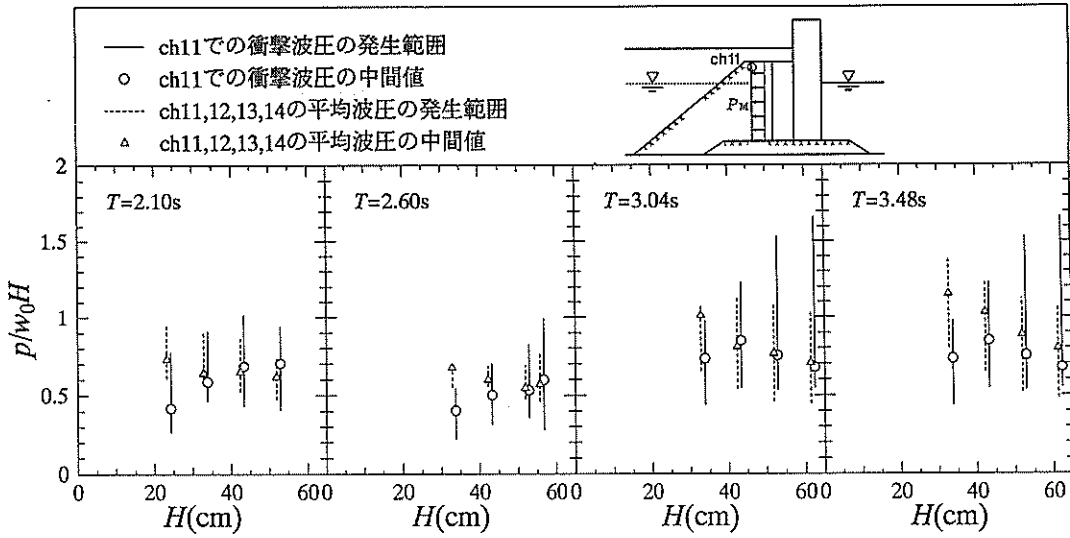 ch11での衝撃波圧の発生範囲
ch11での衝撃波圧の中間値
ch11,12,13,14の平均波圧の発生範囲
ch11,12,13,14の平均波圧の中間値
ch11
PM
T=2.10s
T=2.60s
T=3.04s
T=3.48s
p/w0H
2
1.5
1
0.5
0
0 20 40 60
0 20 40 60
0 20 40 60
0 20 40 60
H(cm)
H(cm)
H(cm)
H(cm)